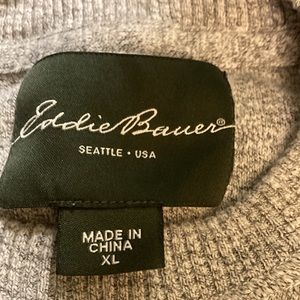 Eddie Bauer®
SEATTLE • USA
MADE IN
CHINA
XL